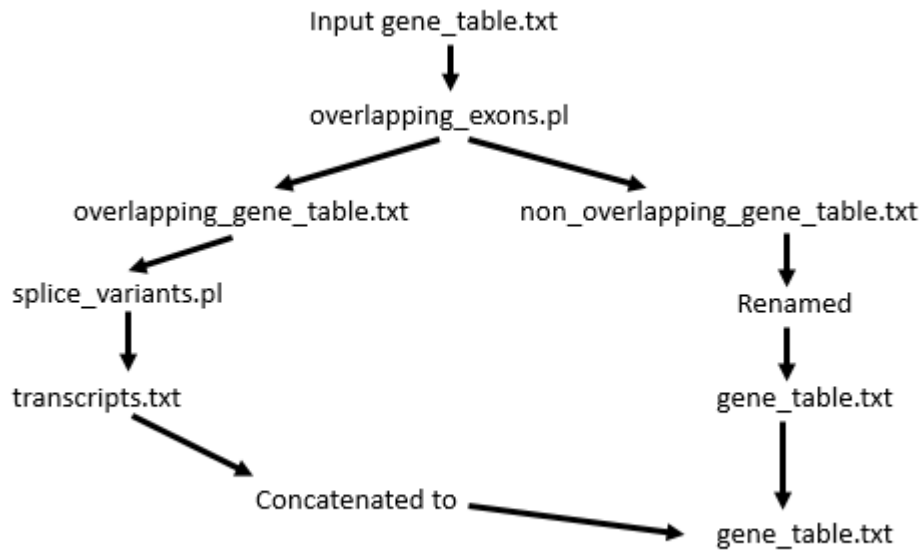 Input gene_table.txt
overlapping_exons.pl
overlapping_gene_table.txt
non_overlapping_gene_table.txt
splice_variants.pl
Renamed
transcripts.txt
gene_table.txt
Concatenated to
gene_table.txt